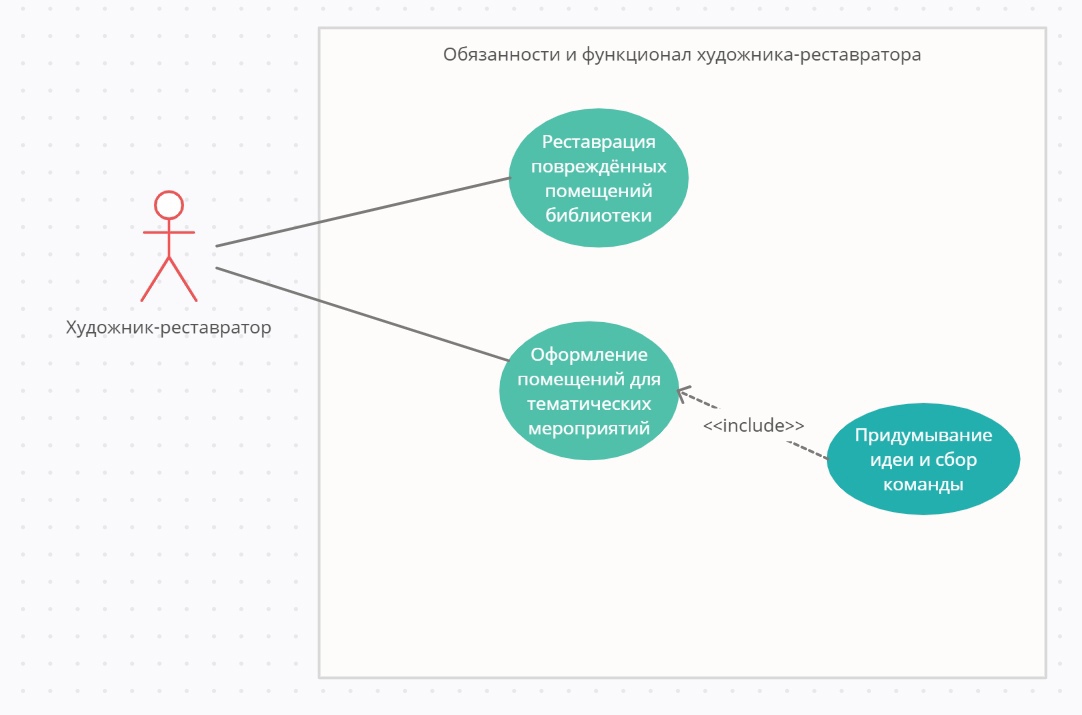 Обязанности и функционал художника-реставратора
Реставрация
повреждённых
помещений
библиотеки
Художник-реставратор
Оформление
помещений для
тематических
мероприятий
<<include>>
Придумывание
идеи и сбор
команды